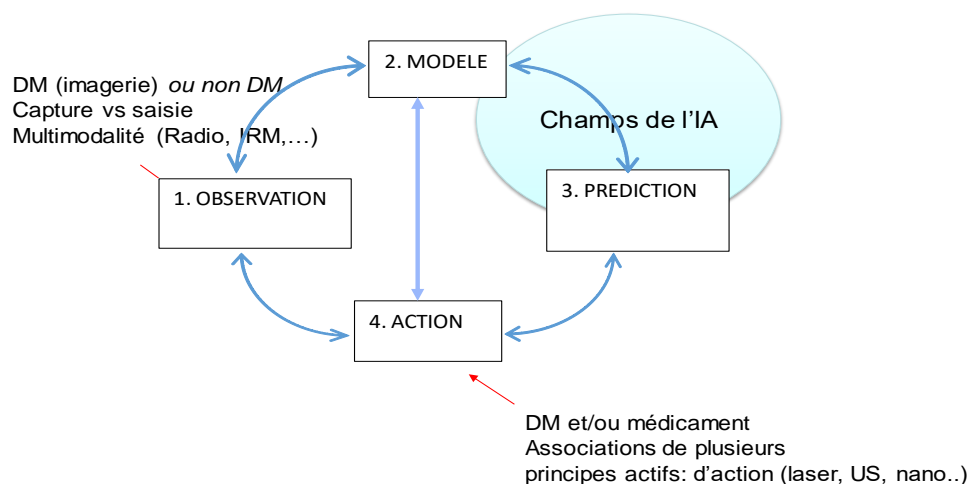 2. MODELE
DM (imagerie) ou non DM
Capture vs saisie
Multimodalité (Radio, IRM,…)
Champs de l'IA
1. OBSERVATION
3. PREDICTION
4. ACTION
DM et/ou médicament
Associations de plusieurs
principes actifs: d'action (laser, US, nano..)